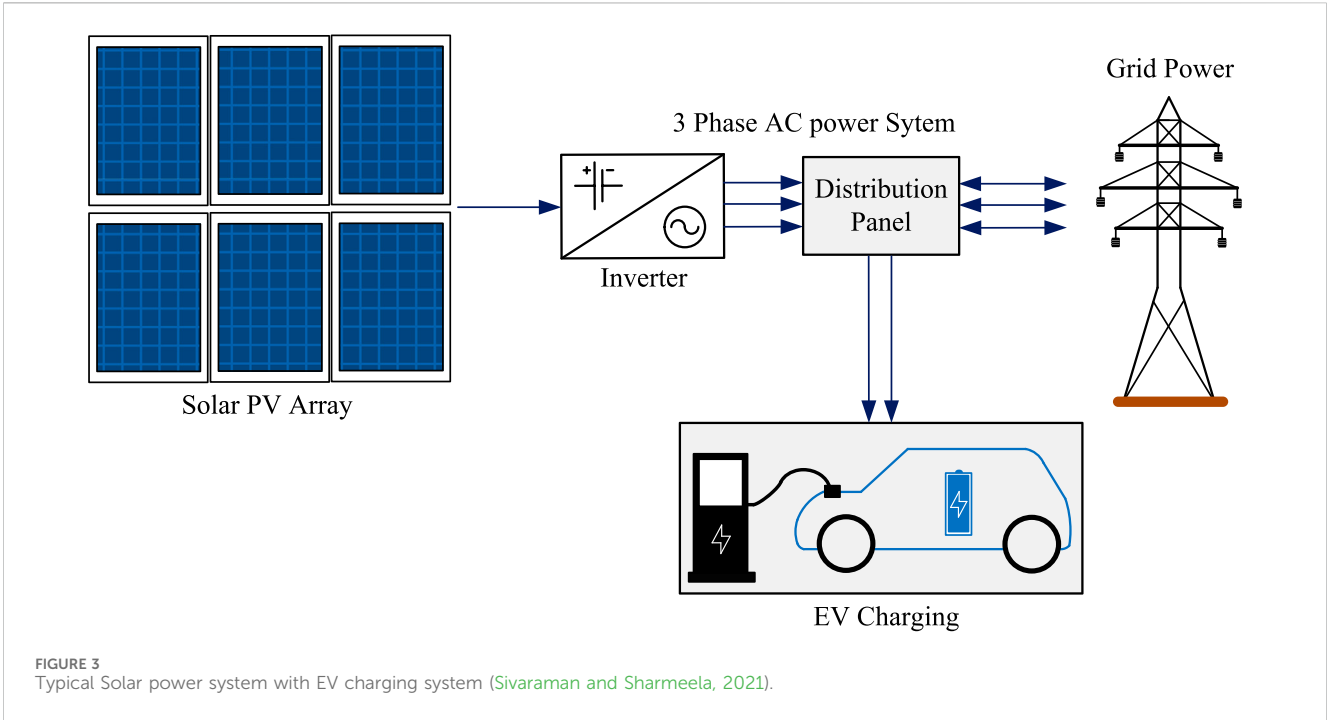 Grid Power
3 Phase AC power Sytem
Distribution
Panel
Inverter
Solar PV Array
EV Charging
FIGURE 3
Typical Solar power system with EV charging system (Sivaraman and Sharmeela, 2021).